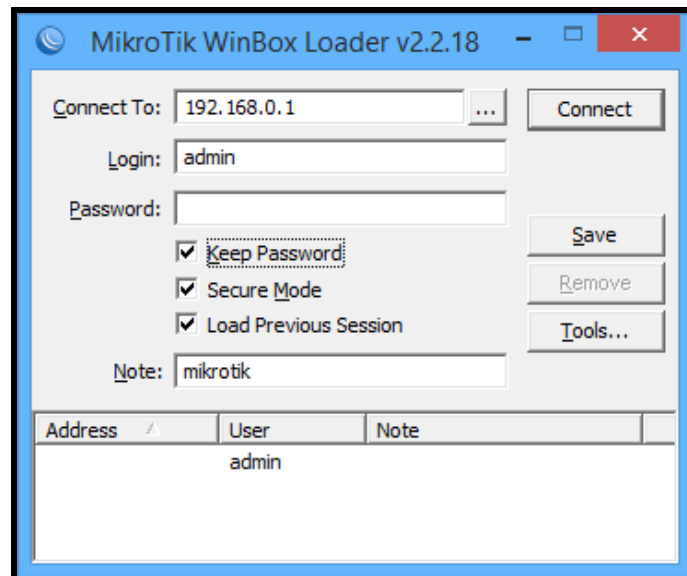 MikroTik WinBox Loader v2.2.18
Connect To: 192.168.0.1 ... Connect
Login: admin
Password:
Keep Password
Save
Secure Mode
Remove
Load Previous Session
Tools...
Note: mikrotik
Address User Note
admin